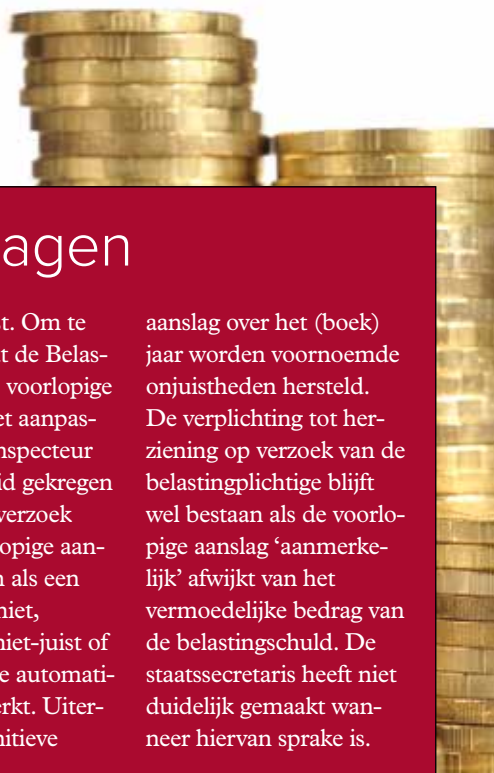 agen
st. Om te
t de Belas-
voorlopige
et aanpas-
nspecteur
id gekregen
verzoek
lopige aan-
n als een
niet,
niet-juist of
e automati-
erkt. Uiter-
nitieve
aanslag over het (boek)
jaar worden voornoemde
onjuistheden hersteld.
De verplichting tot her-
ziening op verzoek van de
belastingplichtige blijft
wel bestaan als de voorlo-
pige aanslag ‘aanmerke-
lijk’ afwijkt van het
vermoedelijke bedrag van
de belastingschuld. De
staatssecretaris heeft niet
duidelijk gemaakt wan-
neer hiervan sprake is.